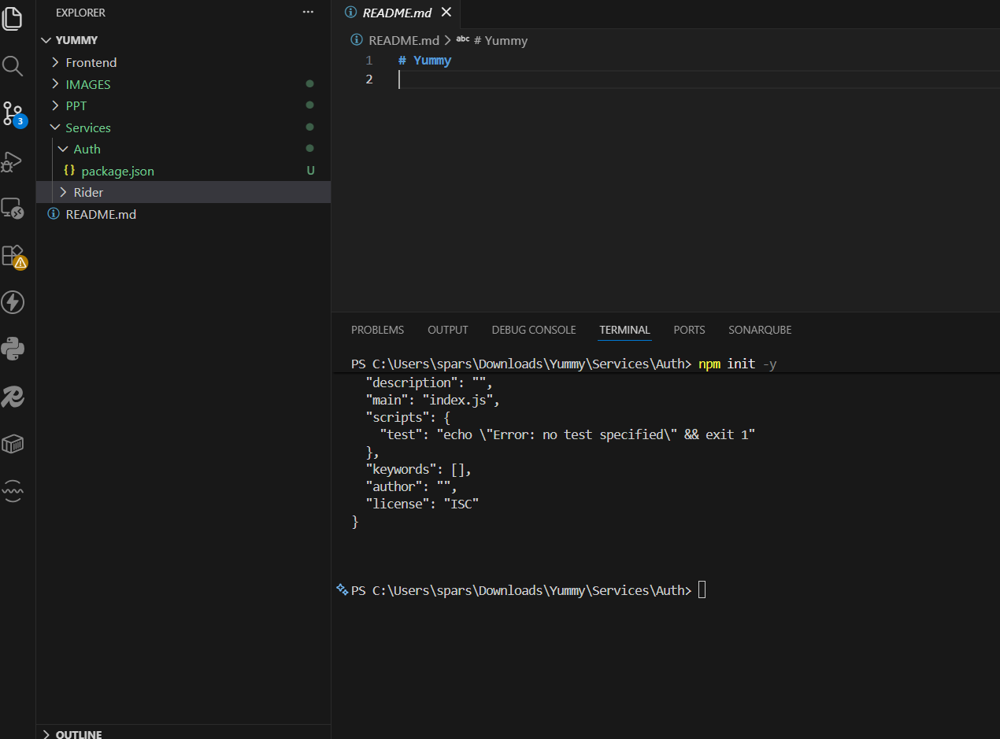 EXPLORER
YUMMY
Frontend
IMAGES
PPT
Services
Auth
{} package.json U
Rider
README.md
OUTLINE
3
README.md
README.md > abc # Yummy
1 # Yummy
2
PROBLEMS OUTPUT DEBUG CONSOLE TERMINAL PORTS SONARQUBE
PS C:\Users\spars\Downloads\Yummy\Services\Auth> npm init -y
"description": "",
"main": "index.js",
"scripts": {
"test": "echo \"Error: no test specified\" && exit 1"
},
"keywords": [],
"author": "",
"license": "ISC"
}
PS C:\Users\spars\Downloads\Yummy\Services\Auth>